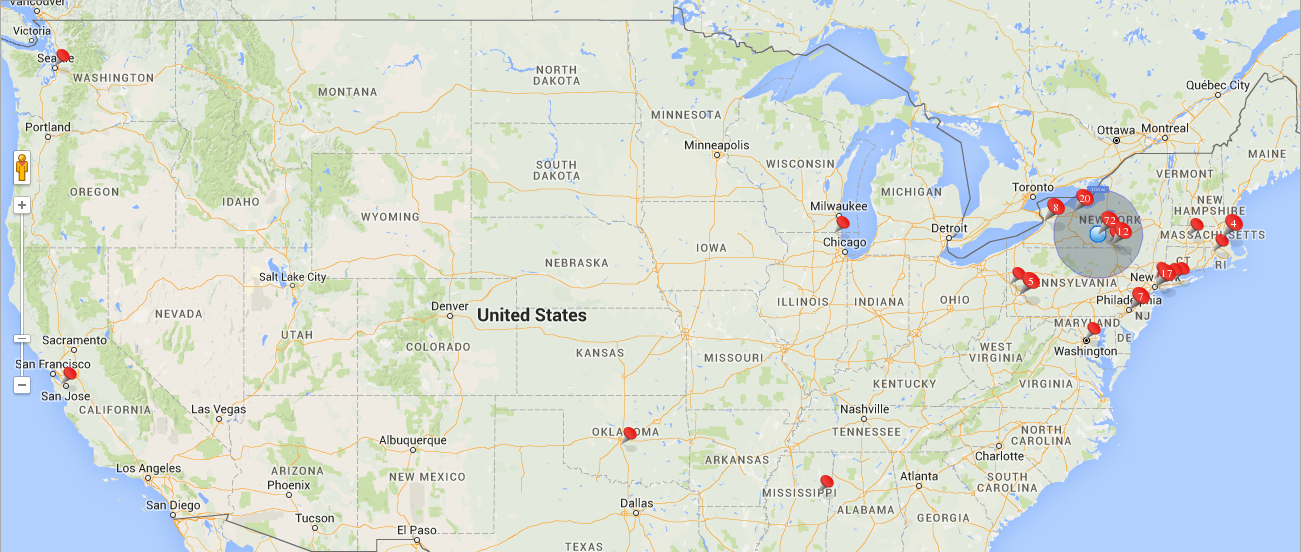 Vancouver
Victoria
Seattle
WASHINGTON
NORTH
DAKOTA
MONTANA
MINNESOTA
Québec City
Portland
Ottawa
Montreal
Minneapolis
MAINE
SOUTH
DAKOTA
WISCONSIN
VERMONT
OREGON
IDAHO
MICHIGAN
Toronto
20
NEW
HAMPSHIRE
WYOMING
Milwaukee
8
NEW YORK
72
12
4
MASSACHUSETTS
Detroit
Chicago
IOWA
CT
RI
NEBRASKA
Salt Lake City
5
PENNSYLVANIA
New York
17
Denver
ILLINOIS
INDIANA
OHIO
Philadelphia
7
NJ
NEVADA
United States
UTAH
MARYLAND
DE
Sacramento
COLORADO
KANSAS
MISSOURI
WEST
VIRGINIA
Washington
San Francisco
San Jose
KENTUCKY
VIRGINIA
CALIFORNIA
Las Vegas
Nashville
OKLAHOMA
TENNESSEE
NORTH
CAROLINA
Albuquerque
Charlotte
Los Angeles
ARIZONA
NEW MEXICO
ARKANSAS
Atlanta
SOUTH
CAROLINA
Phoenix
MISSISSIPPI
San Diego
Dallas
ALABAMA
GEORGIA
Tucson
El Paso
TEXAS